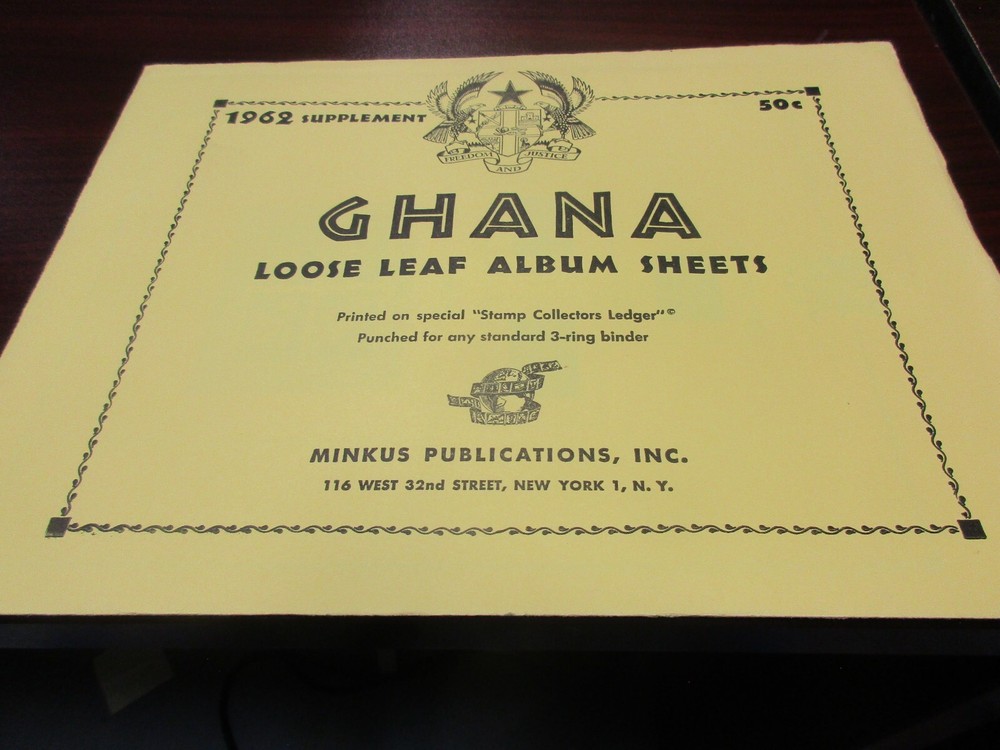 1962 SUPPLEMENT
50¢
FREEDOM AND JUSTICE
GHANA
LOOSE LEAF ALBUM SHEETS
Printed on special "Stamp Collectors Ledger"©
Punched for any standard 3-ring binder
MINKUS PUBLICATIONS, INC.
116 WEST 32nd STREET, NEW YORK 1, N. Y.